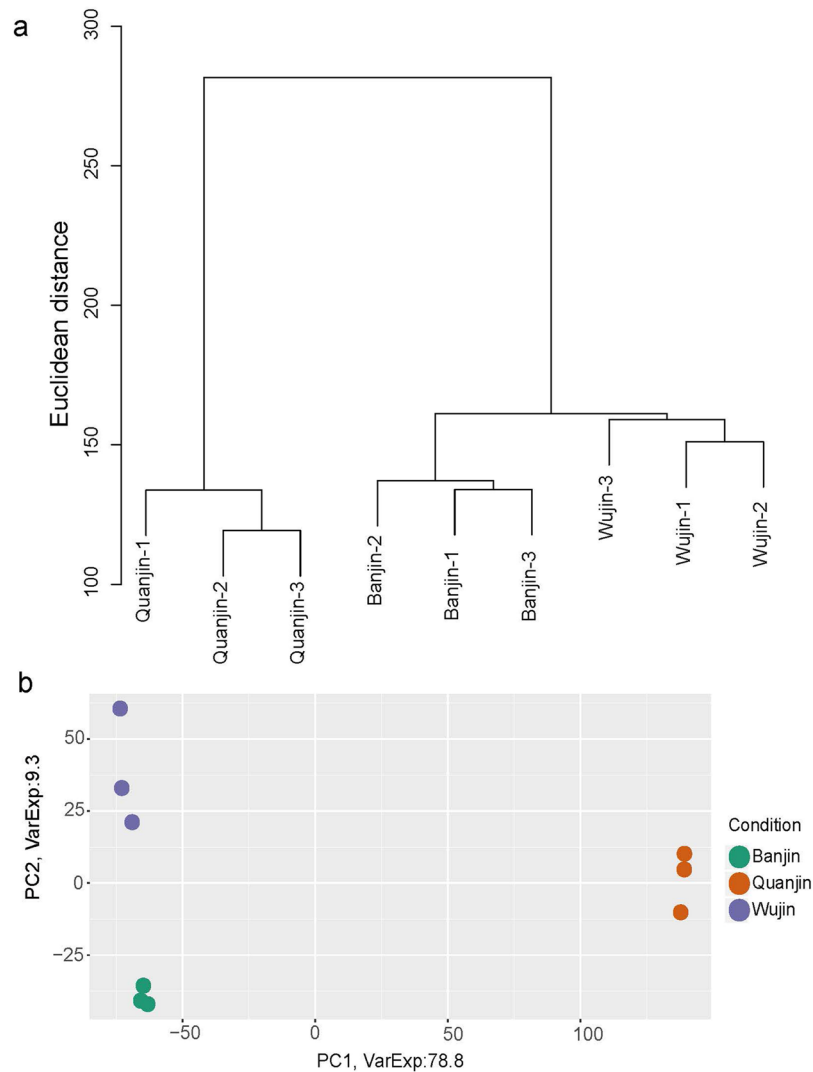 a
300
250
200
150
100
Euclidean distance
Quanjin-1
Quanjin-2
Quanjin-3
Banjin-2
Banjin-1
Banjin-3
Wujin-3
Wujin-1
Wujin-2
b
50
25
0
−25
PC2, VarExp:9.3
−50
0
50
100
PC1, VarExp:78.8
Condition
Banjin
Quanjin
Wujin